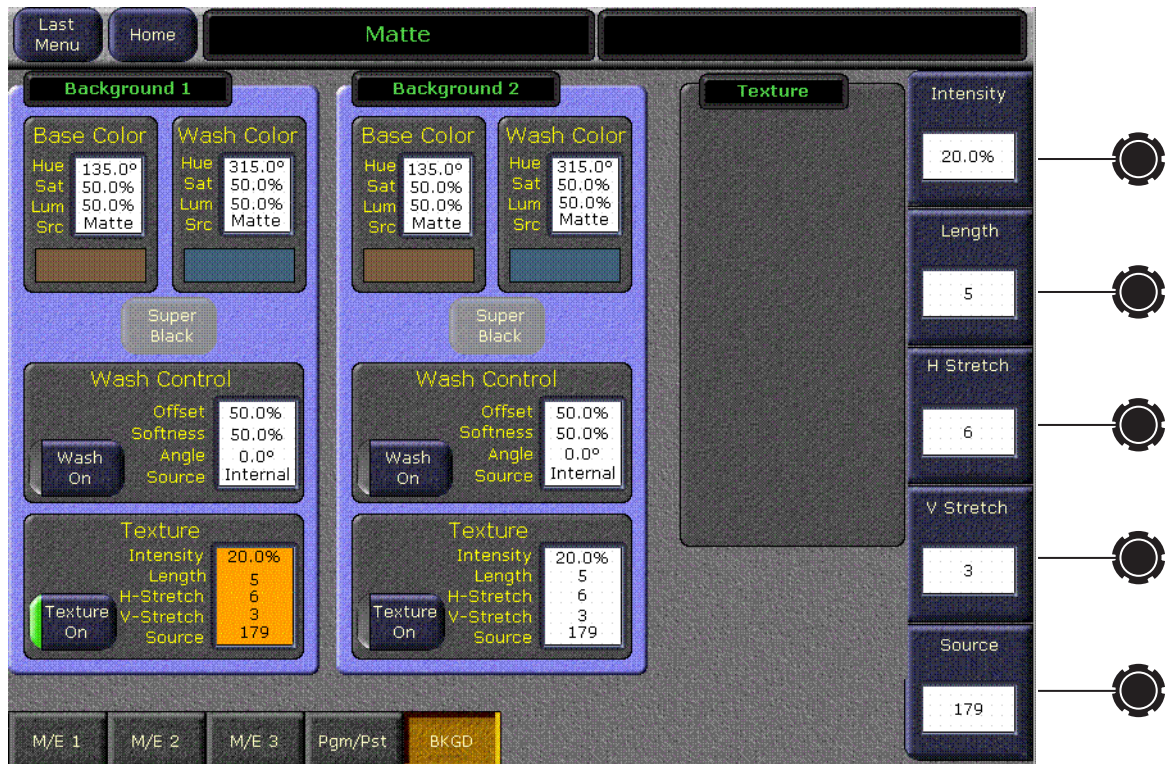 Last
Menu
Home
Matte
Background 1
Base Color
Hue 135.0°
Sat 50.0%
Lum 50.0%
Src Matte
Wash Color
Hue 315.0°
Sat 50.0%
Lum 50.0%
Src Matte
Super
Black
Wash Control
Offset 50.0%
Softness 50.0%
Angle 0.0°
Source Internal
Wash
On
Texture
Intensity 20.0%
Length 5
H-Stretch 6
V-Stretch 3
Source 179
Texture
On
Background 2
Base Color
Hue 135.0°
Sat 50.0%
Lum 50.0%
Src Matte
Wash Color
Hue 315.0°
Sat 50.0%
Lum 50.0%
Src Matte
Super
Black
Wash Control
Offset 50.0%
Softness 50.0%
Angle 0.0°
Source Internal
Wash
On
Texture
Intensity 20.0%
Length 5
H-Stretch 6
V-Stretch 3
Source 179
Texture
On
Texture
Intensity
20.0%
Length
5
H Stretch
6
V Stretch
3
Source
179
M/E 1
M/E 2
M/E 3
Pgm/Pst
BKGD